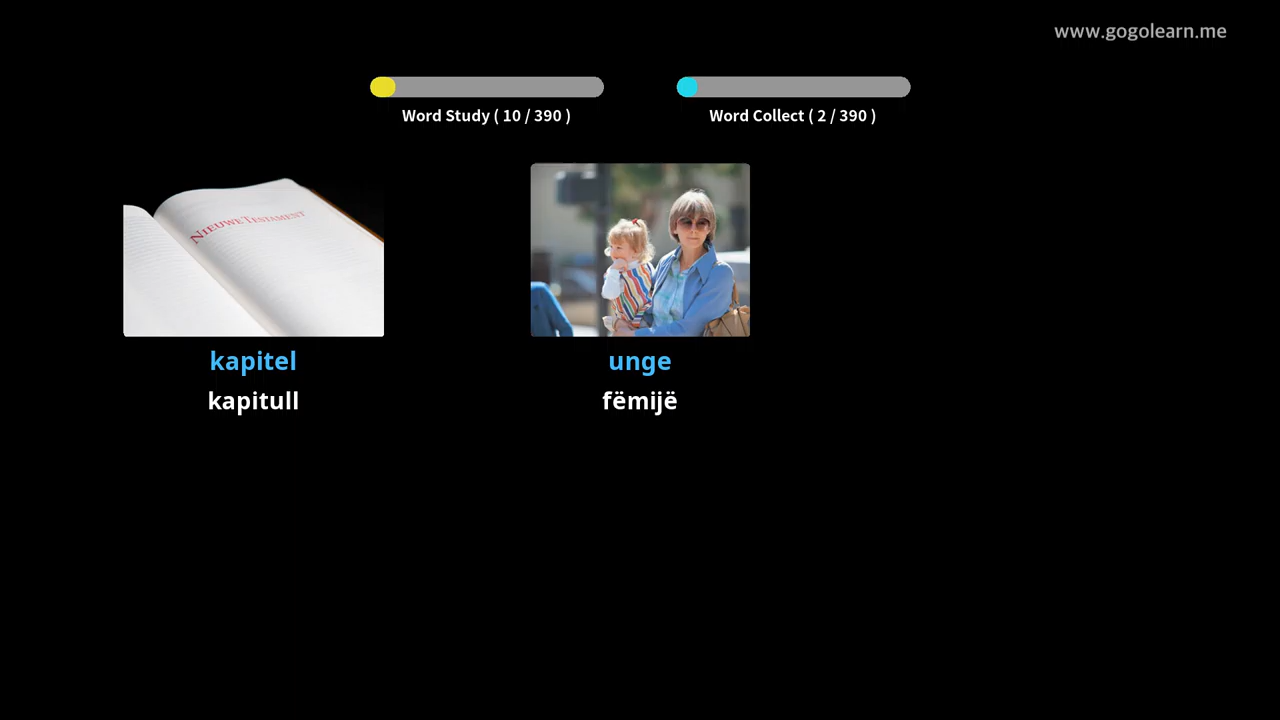 www.gogolearn.me
Word Study ( 10 / 390 )
Word Collect ( 2 / 390 )
NIEUWE TESTAMENT
kapitel
unge
kapitull
fëmijë